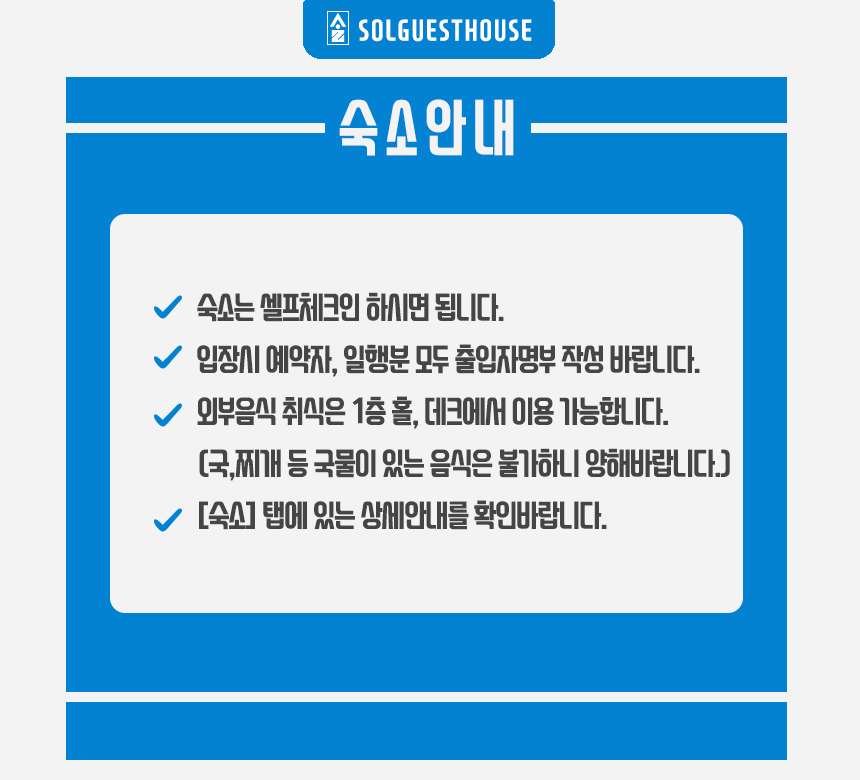 솔 SOLGUESTHOUSE
숙소안내
숙소는 셀프체크인 하시면 됩니다.
입장시 예약자, 일행분 모두 출입자명부 작성 바랍니다.
외부음식 취식은 1층 홀, 데크에서 이용 가능합니다.
(국,찌개 등 국물이 있는 음식은 불가하니 양해바랍니다.)
[숙소] 탭에 있는 상세안내를 확인바랍니다.